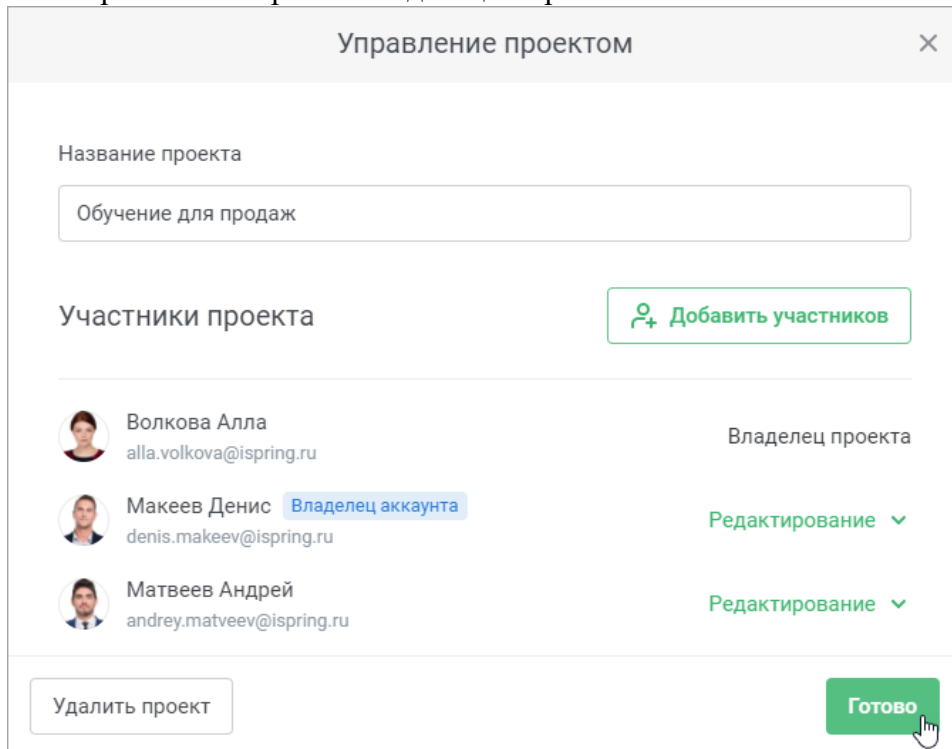 Управление проектом
Название проекта
Обучение для продаж
Участники проекта
Добавить участников
Волкова Алла
alla.volkova@ispring.ru
Владелец проекта
Макеев Денис Владелец аккаунта
denis.makeev@ispring.ru
Редактирование
Матвеев Андрей
andrey.matveev@ispring.ru
Редактирование
Удалить проект
Готово